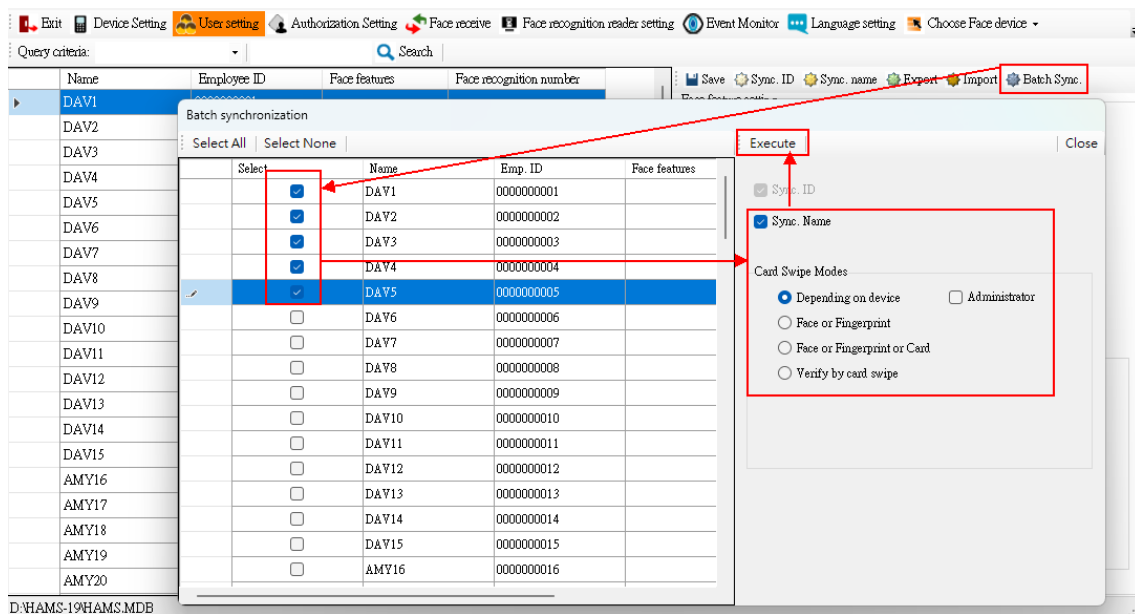 Exit Device Setting User setting Authorization Setting Face receive Face recognition reader setting Event Monitor Language setting Choose Face device
Query criteria: Search
Name Employee ID Face features Face recognition number
Save Sync. ID Sync. name Export Import Batch Sync.
DAV1
DAV2
DAV3
DAV4
DAV5
DAV6
DAV7
DAV8
DAV9
DAV10
DAV11
DAV12
DAV13
DAV14
DAV15
AMY16
AMY17
AMY18
AMY19
AMY20
Batch synchronization
Select All Select None
Execute Close
Select Name Emp. ID Face features
DAV1 0000000001
DAV2 0000000002
DAV3 0000000003
DAV4 0000000004
DAV5 0000000005
DAV6 0000000006
DAV7 0000000007
DAV8 0000000008
DAV9 0000000009
DAV10 0000000010
DAV11 0000000011
DAV12 0000000012
DAV13 0000000013
DAV14 0000000014
DAV15 0000000015
AMY16 0000000016
Sync. ID
Sync. Name
Card Swipe Modes
Depending on device Administrator
Face or Fingerprint
Face or Fingerprint or Card
Verify by card swipe
D:\HAMS-19\HAMS.MDB